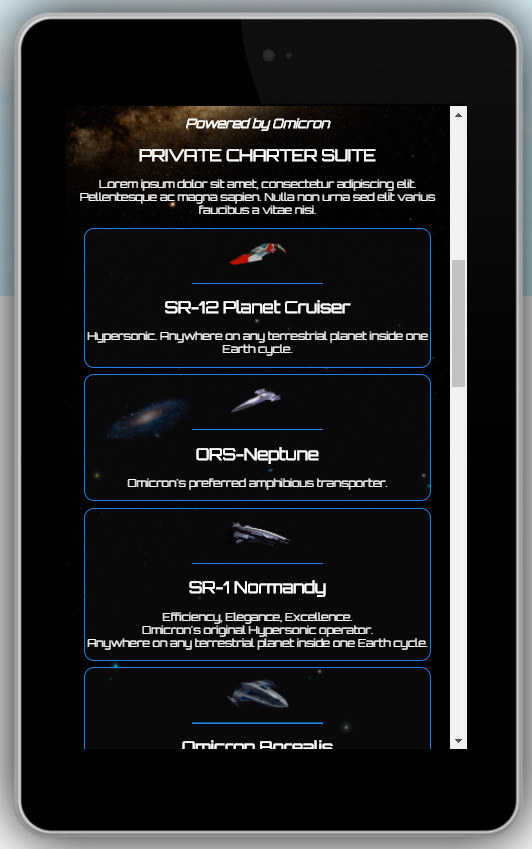 Powered by Omicron
PRIVATE CHARTER SUITE
Lorem ipsum dolor sit amet, consectetur adipiscing elit.
Pellentesque ac magna sapien. Nulla non urna sed elit varius
faucibus a vitae nisi.
SR-12 Planet Cruiser
Hypersonic. Anywhere on any terrestrial planet inside one
Earth cycle.
ORS-Neptune
Omicron's preferred amphibious transporter.
SR-1 Normandy
Efficiency, Elegance, Excellence.
Omicron's original Hypersonic operator.
Anywhere on any terrestrial planet inside one Earth cycle.
Omicron Borealis